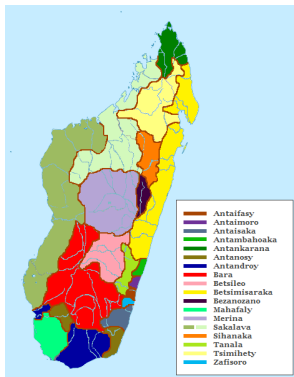 Antaifasy
Antaimoro
Antaisaka
Antambahoaka
Antankarana
Antanosy
Antandroy
Bara
Betsileo
Betsimisaraka
Bezanozano
Mahafaly
Merina
Sakalava
Sihanaka
Tanala
Tsimihety
Zafisoro